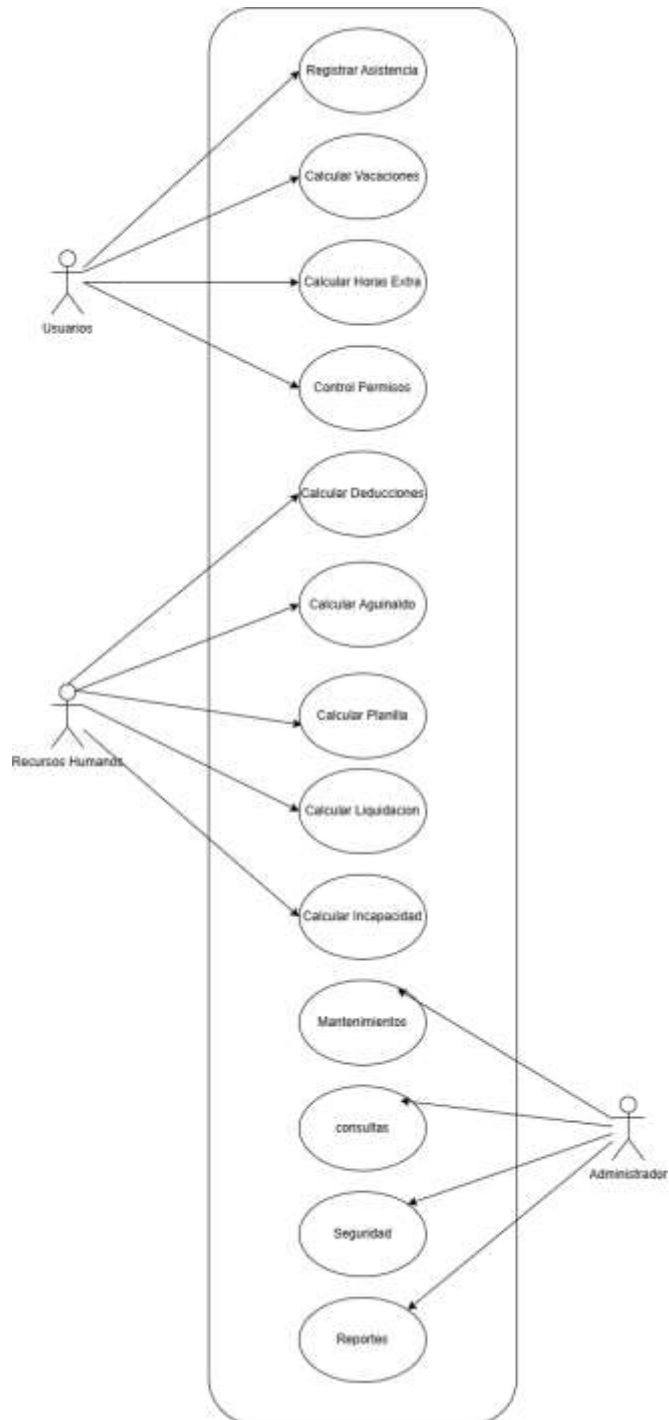 Registrar Asistencia
Calcular Vacaciones
Calcular Horas Extra
Usuarios
Control Permisos
Calcular Deducciones
Calcular Aguinaldo
Calcular Planilla
Recursos Humanos
Calcular Liquidacion
Calcular Incapacidad
Mantenimientos
consultas
Administrador
Seguridad
Reportes